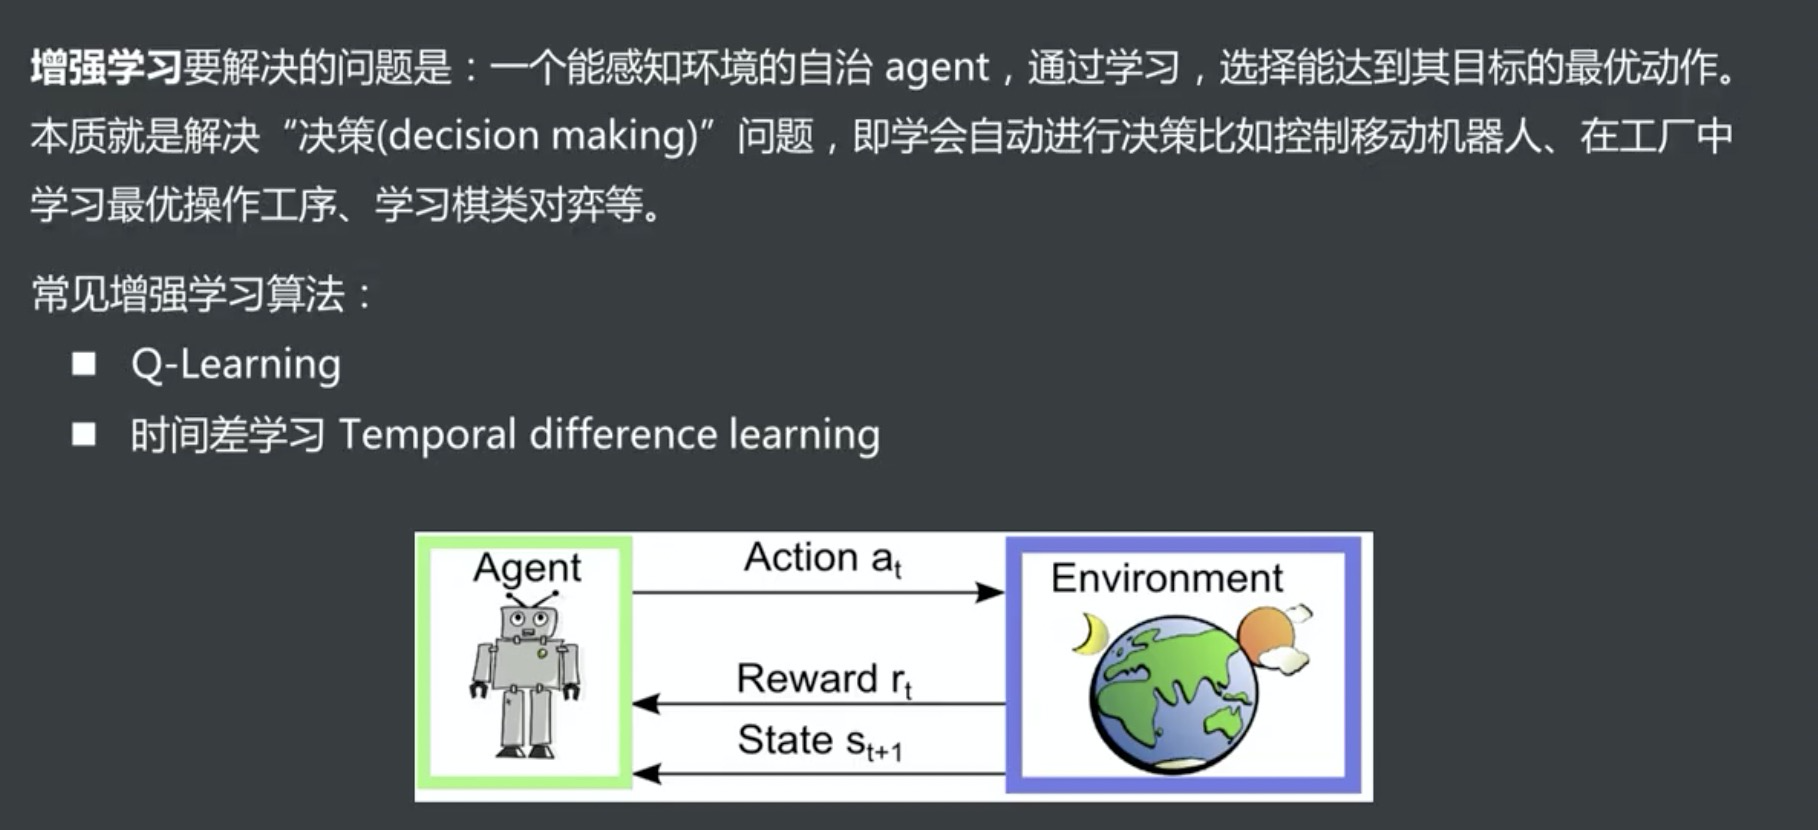 增强学习要解决的问题是：一个能感知环境的自治 agent，通过学习，选择能达到其目标的最优动作。
本质就是解决“决策(decision making)”问题，即学会自动进行决策比如控制移动机器人、在工厂中
学习最优操作工序、学习棋类对弈等。
常见增强学习算法：
■ Q-Learning
■ 时间差学习 Temporal difference learning
Agent
Action at
Environment
Reward rt
State st+1